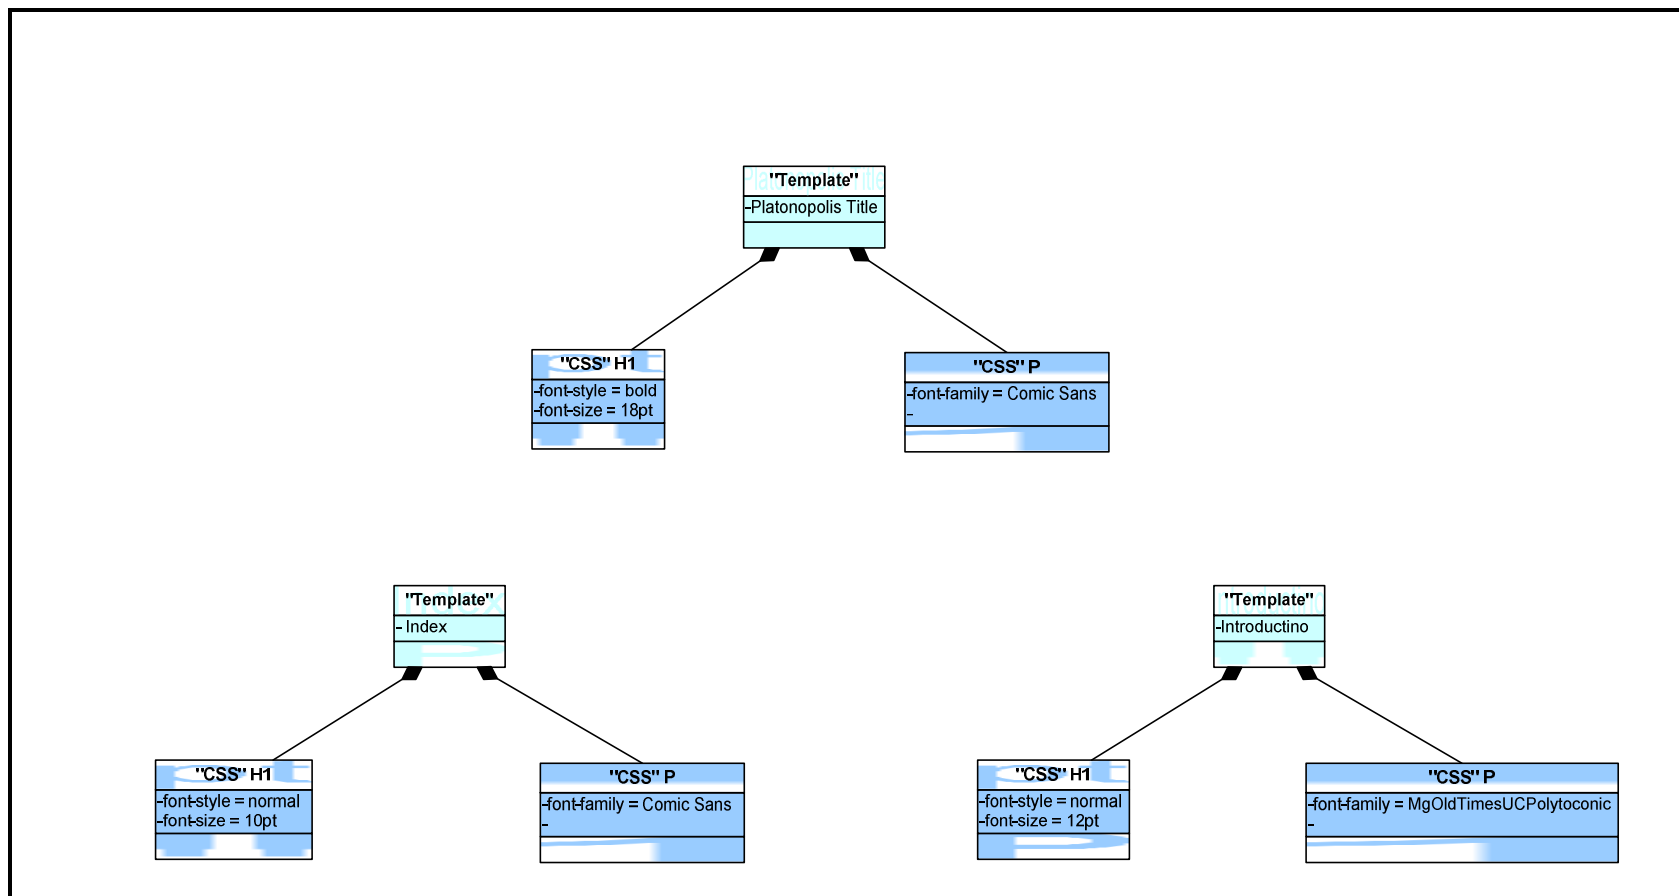 "Template"
-Platonopolis Title
"CSS" H1
-font-style = bold
-font-size = 18pt
"CSS" P
-font-family = Comic Sans
-
"Template"
- Index
"Template"
-Introductino
"CSS" H1
-font-style = normal
-font-size = 10pt
"CSS" P
-font-family = Comic Sans
-
"CSS" H1
-font-style = normal
-font-size = 12pt
"CSS" P
-font-family = MgOldTimesUCPolytoconic
-